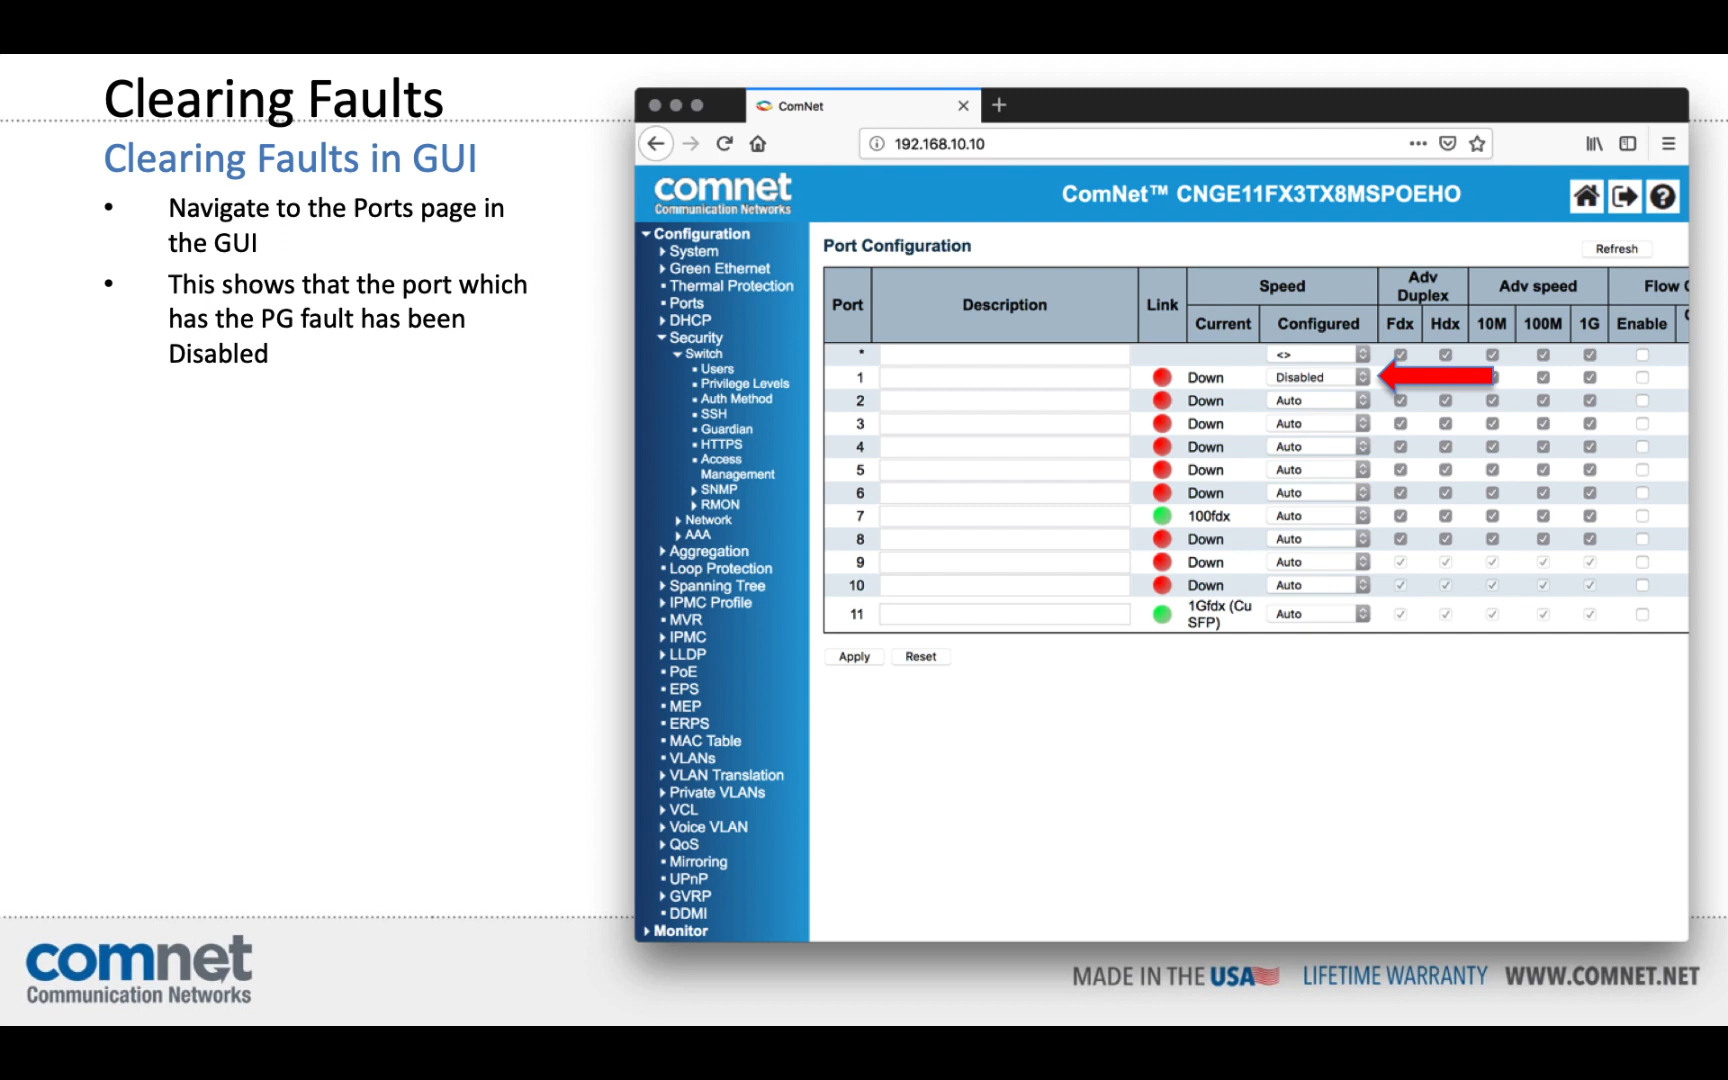 Clearing Faults
Clearing Faults in GUI
• Navigate to the Ports page in
the GUI
• This shows that the port which
has the PG fault has been
Disabled
ComNet
192.168.10.10
comnet
Communication Networks
ComNet™ CNGE11FX3TX8MSPOEHO
Configuration
System
Green Ethernet
Thermal Protection
Ports
DHCP
Security
Switch
Users
Privilege Levels
Auth Method
SSH
Guardian
HTTPS
Access
Management
SNMP
RMON
Network
AAA
Aggregation
Loop Protection
Spanning Tree
IPMC Profile
MVR
IPMC
LLDP
PoE
EPS
MEP
ERPS
MAC Table
VLANs
VLAN Translation
Private VLANs
VCL
Voice VLAN
QoS
Mirroring
UPnP
GVRP
DDMI
Monitor
Port Configuration
Refresh
Port Description Link Speed Adv Duplex Adv speed Flow
Current Configured Fdx Hdx 10M 100M 1G Enable
* <>
1 Down Disabled
2 Down Auto
3 Down Auto
4 Down Auto
5 Down Auto
6 Down Auto
7 100fdx Auto
8 Down Auto
9 Down Auto
10 Down Auto
11 1Gfdx (Cu SFP) Auto
Apply Reset
comnet
Communication Networks
MADE IN THE USA LIFETIME WARRANTY WWW.COMNET.NET